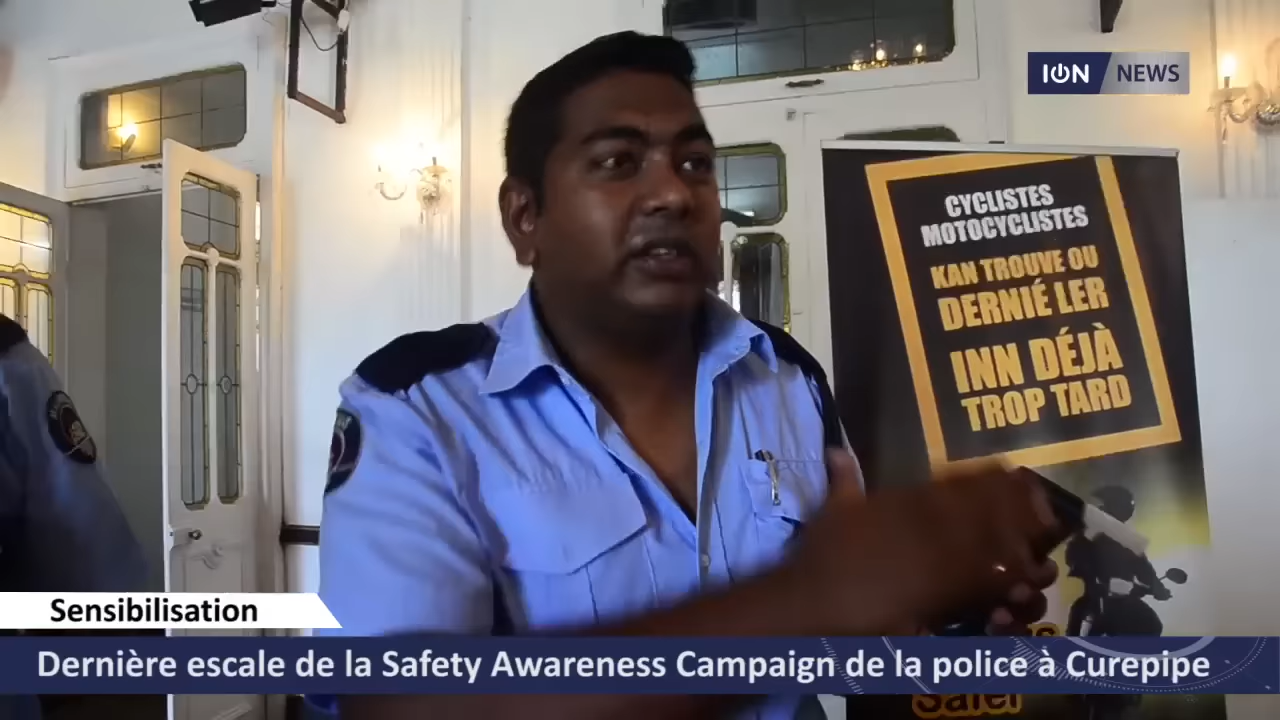 ION NEWS
CYCLISTES
MOTOCYCLISTES
KAN TROUVE OU
DERNIÉ LER
INN DÉJÀ
TROP TARD
Sensibilisation
Dernière escale de la Safety Awareness Campaign de la police à Curepipe